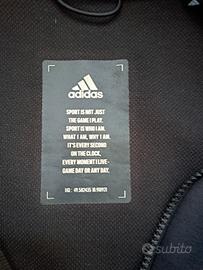 adidas
SPORT IS NOT JUST
THE GAME I PLAY.
SPORT IS WHO I AM.
WHAT I AM, WHY I AM.
IT'S EVERY SECOND
ON THE CLOCK,
EVERY MOMENT I LIVE-
GAME DAY OR ANY DAY.
subito